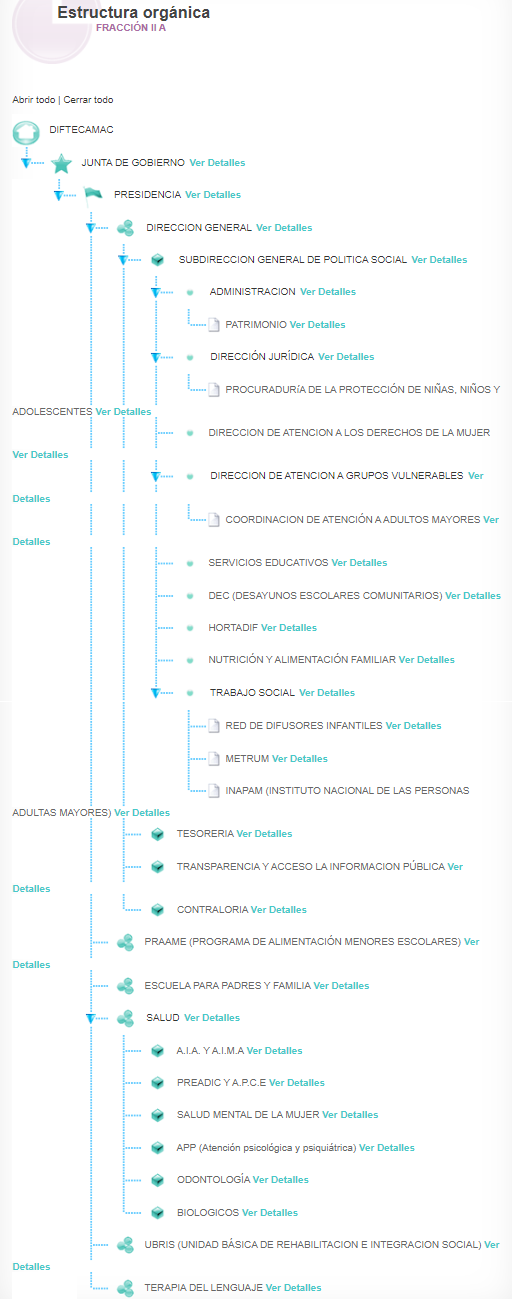 Estructura orgánica
FRACCIÓN II A
Abrir todo | Cerrar todo
DIFTECAMAC
JUNTA DE GOBIERNO Ver Detalles
PRESIDENCIA Ver Detalles
DIRECCION GENERAL Ver Detalles
SUBDIRECCION GENERAL DE POLITICA SOCIAL Ver Detalles
ADMINISTRACION Ver Detalles
PATRIMONIO Ver Detalles
DIRECCIÓN JURÍDICA Ver Detalles
PROCURADURíA DE LA PROTECCIÓN DE NIÑAS, NIÑOS Y
ADOLESCENTES Ver Detalles
DIRECCION DE ATENCION A LOS DERECHOS DE LA MUJER
Ver Detalles
DIRECCION DE ATENCION A GRUPOS VULNERABLES Ver
Detalles
COORDINACION DE ATENCIÓN A ADULTOS MAYORES Ver
Detalles
SERVICIOS EDUCATIVOS Ver Detalles
DEC (DESAYUNOS ESCOLARES COMUNITARIOS) Ver Detalles
HORTADIF Ver Detalles
NUTRICIÓN Y ALIMENTACIÓN FAMILIAR Ver Detalles
TRABAJO SOCIAL Ver Detalles
RED DE DIFUSORES INFANTILES Ver Detalles
METRUM Ver Detalles
INAPAM (INSTITUTO NACIONAL DE LAS PERSONAS
ADULTAS MAYORES) Ver Detalles
TESORERIA Ver Detalles
TRANSPARENCIA Y ACCESO LA INFORMACION PÚBLICA Ver
Detalles
CONTRALORIA Ver Detalles
PRAAME (PROGRAMA DE ALIMENTACIÓN MENORES ESCOLARES) Ver
Detalles
ESCUELA PARA PADRES Y FAMILIA Ver Detalles
SALUD Ver Detalles
A.I.A. Y A.I.M.A Ver Detalles
PREADIC Y A.P.C.E Ver Detalles
SALUD MENTAL DE LA MUJER Ver Detalles
APP (Atención psicológica y psiquiátrica) Ver Detalles
ODONTOLOGÍA Ver Detalles
BIOLOGICOS Ver Detalles
UBRIS (UNIDAD BÁSICA DE REHABILITACION E INTEGRACION SOCIAL) Ver
Detalles
TERAPIA DEL LENGUAJE Ver Detalles